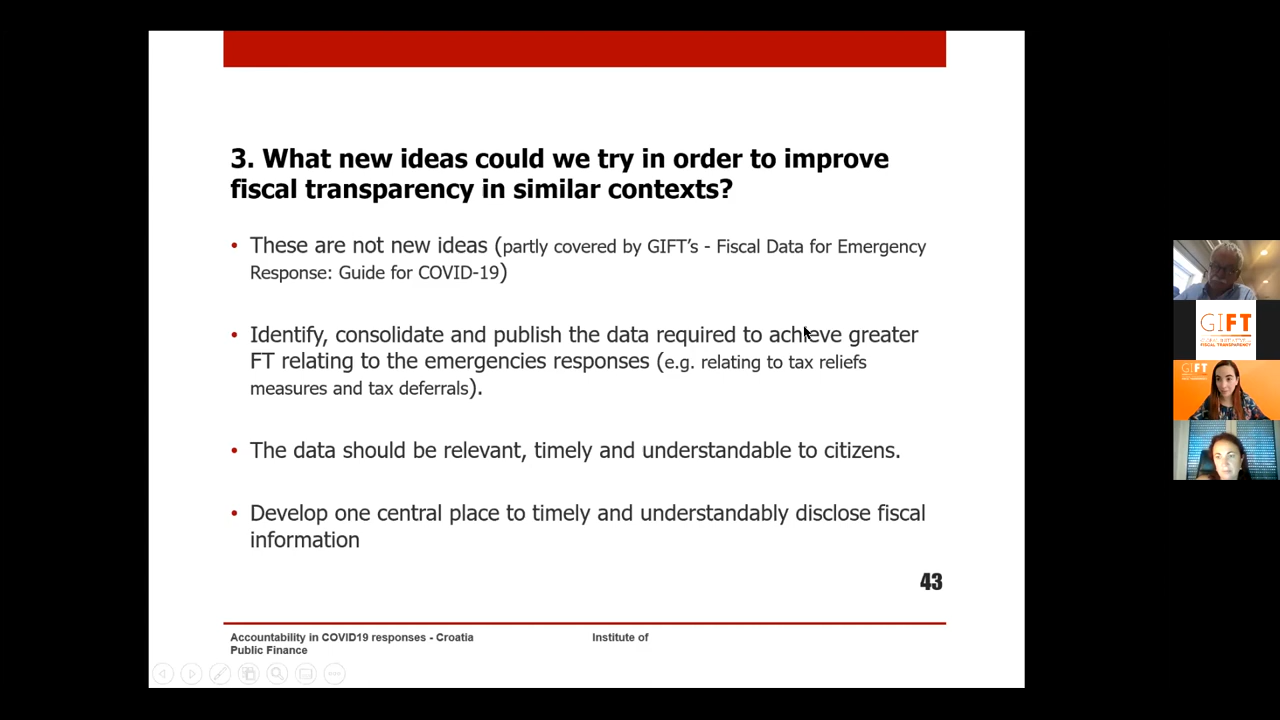 3. What new ideas could we try in order to improve
fiscal transparency in similar contexts?
• These are not new ideas (partly covered by GIFT's - Fiscal Data for Emergency
Response: Guide for COVID-19)
• Identify, consolidate and publish the data required to achieve greater
FT relating to the emergencies responses (e.g. relating to tax reliefs
measures and tax deferrals).
• The data should be relevant, timely and understandable to citizens.
• Develop one central place to timely and understandably disclose fiscal
information
43
Accountability in COVID19 responses - Croatia Institute of
Public Finance
GIFT
FISCAL TRANSPARENCY
GIFT